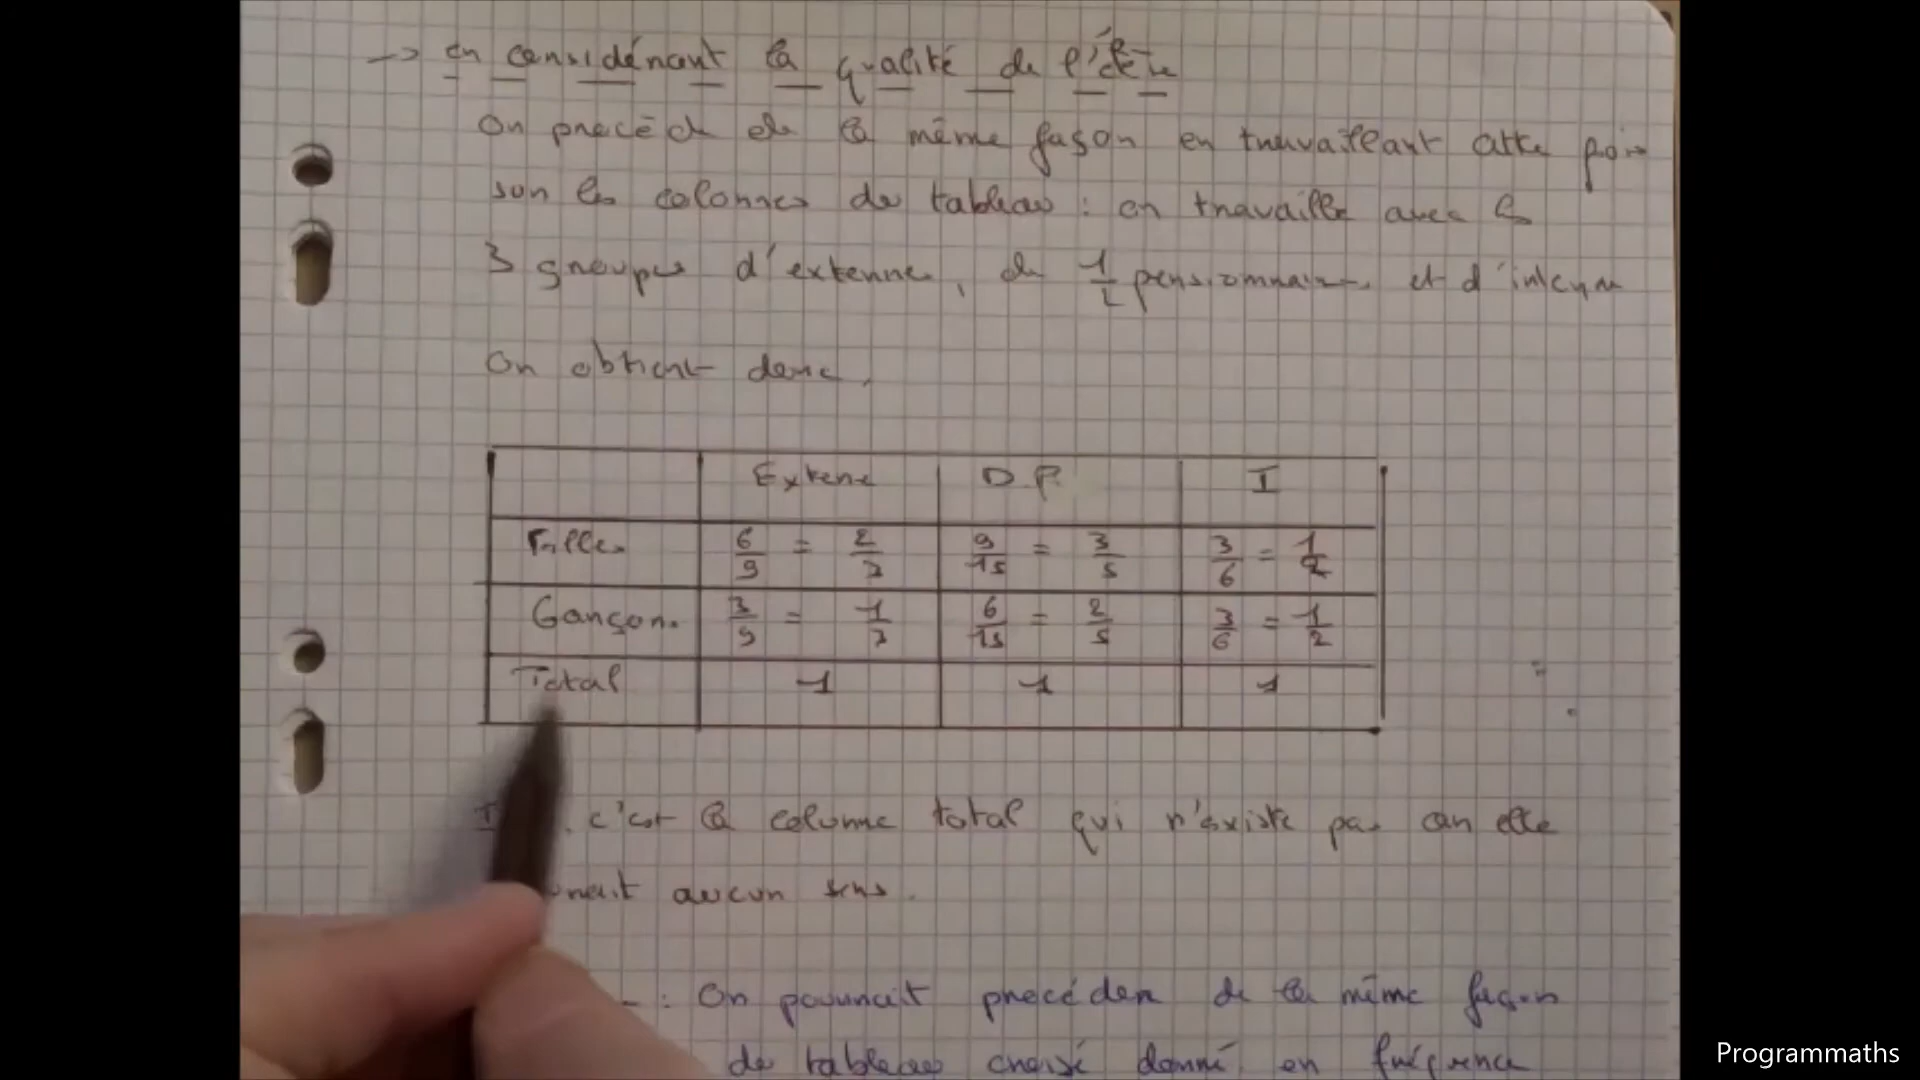 -> en considérant la qualité de l'élève
On procède de la même façon en travaillant cette fois
sur les colonnes du tableau : on travaille avec les
3 groupes d'externe, de 1/2 pensionnaire et d'interne
On obtient donc,
Externe D.P. I
Filles 6/9 = 2/3 9/15 = 3/5 3/6 = 1/2
Garçons 3/9 = 1/3 6/15 = 2/5 3/6 = 1/2
Total 1 1 1
c'est la colonne total qui n'existe pas car elle
aucun sens.
: On pourrait procéder de la même façon
de tableau croisé donné en fréquence
Programmaths